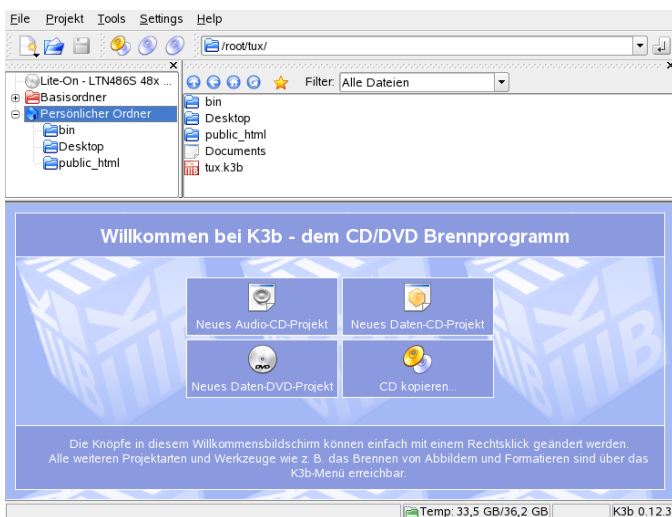 File Projekt Tools Settings Help
/root/tux/
Lite-On - LTN486S 48x ...
Basisordner
Persönlicher Ordner
bin
Desktop
public_html
Filter: Alle Dateien
bin
Desktop
public_html
Documents
tux.k3b
Willkommen bei K3b - dem CD/DVD Brennprogramm
Neues Audio-CD-Projekt
Neues Daten-CD-Projekt
Neues Daten-DVD-Projekt
CD kopieren...
Die Knöpfe in diesem Willkommensbildschirm können einfach mit einem Rechtsklick geändert werden.
Alle weiteren Projektarten und Werkzeuge wie z. B. das Brennen von Abbildern und Formatieren sind über das
K3b-Menü erreichbar.
Temp: 33,5 GB/36,2 GB
K3b 0.12.